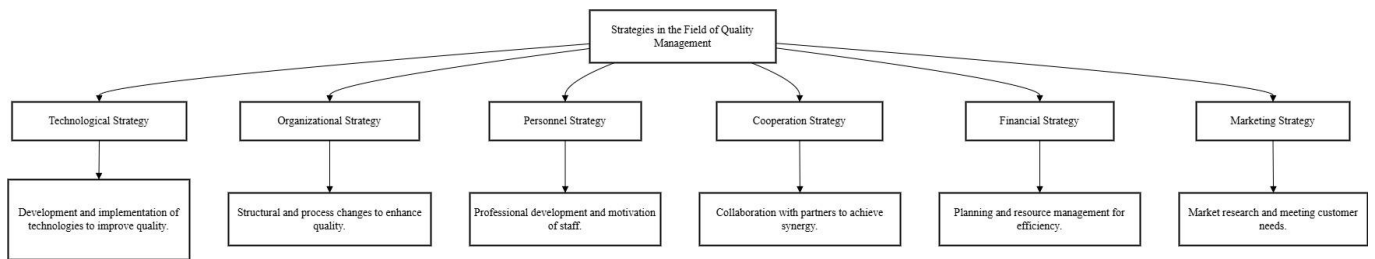 Strategies in the Field of Quality
Management
Technological Strategy
Organizational Strategy
Personnel Strategy
Cooperation Strategy
Financial Strategy
Marketing Strategy
Development and implementation of
technologies to improve quality.
Structural and process changes to enhance
quality.
Professional development and motivation
of staff.
Collaboration with partners to achieve
synergy.
Planning and resource management for
efficiency.
Market research and meeting customer
needs.